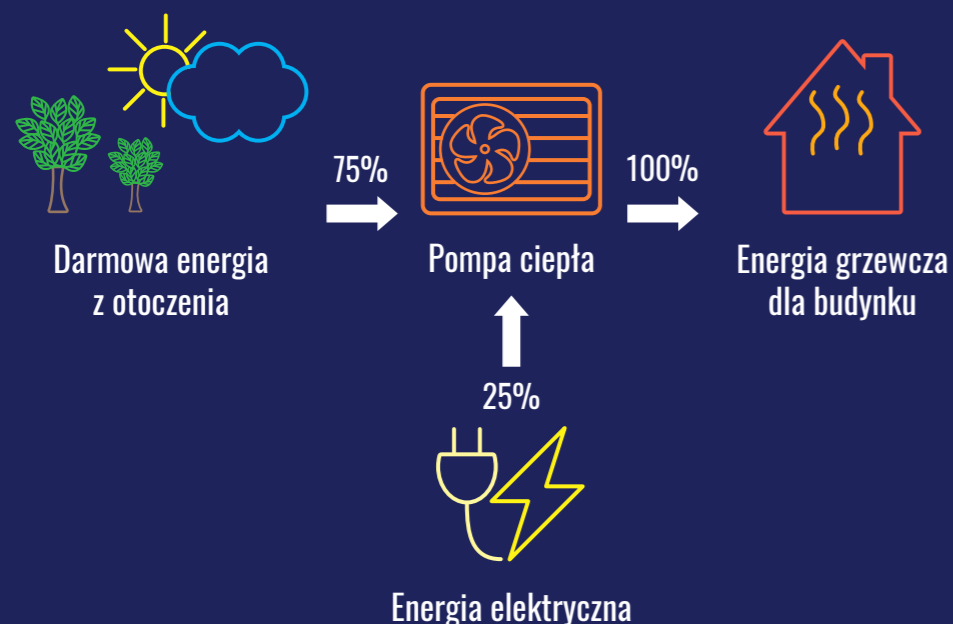 75%
100%
Darmowa energia
z otoczenia
Pompa ciepła
Energia grzewcza
dla budynku
25%
Energia elektryczna